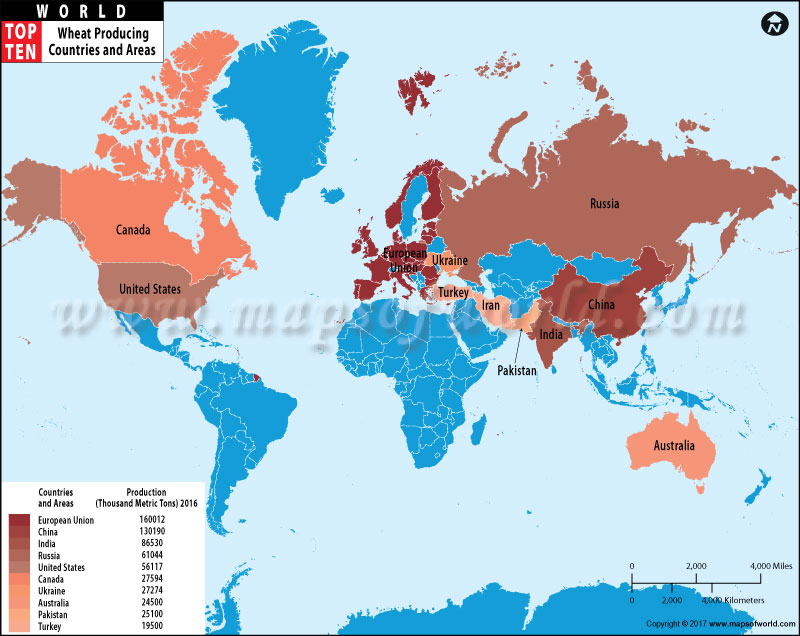 WORLD
TOP TEN
Wheat Producing
Countries and Areas
N
Canada
United States
Russia
European
Union
Ukraine
Turkey
Iran
China
India
Pakistan
Australia
www.mapsofworld.com
Countries
and Areas
Production
(Thousand Metric Tons) 2016
European Union 160012
China 130190
India 86530
Russia 61044
United States 56117
Canada 27594
Ukraine 27274
Australia 24500
Pakistan 25100
Turkey 19500
0 2,000 4,000 Miles
0 2,000 4,000 Kilometers
Copyright © 2017 www.mapsofworld.com